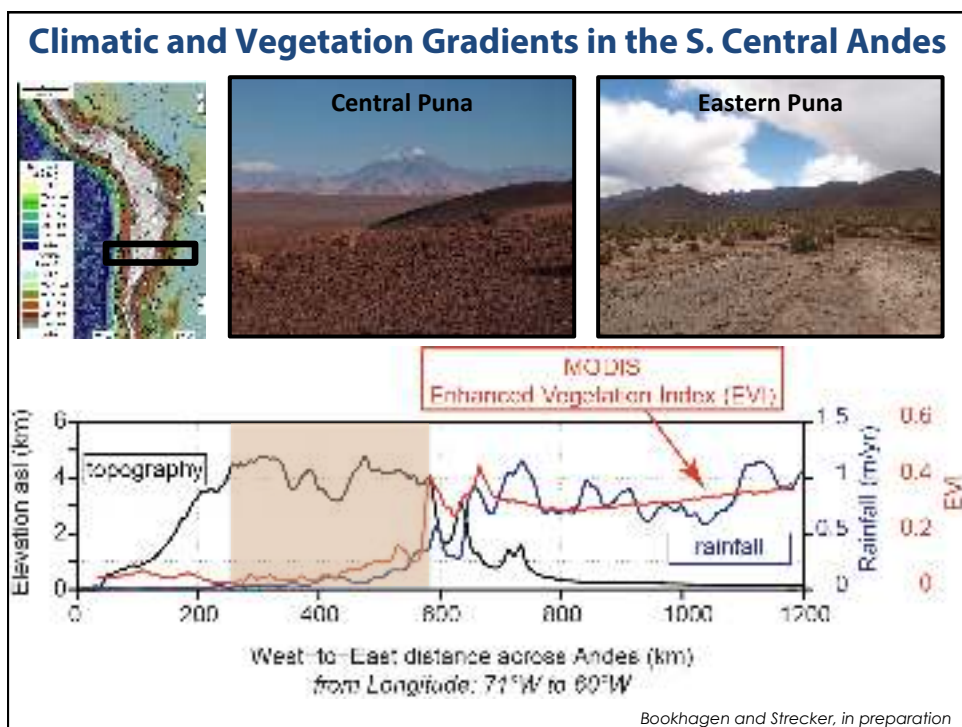 Climatic and Vegetation Gradients in the S. Central Andes
Central Puna
Eastern Puna
MODIS
Enhanced Vegetation Index (EVI)
topography
rainfall
Elevation asl (km)
6
4
2
0
1.5
1
0.5
0
Rainfall (m/yr)
0.6
0.4
0.2
0
EVI
0 200 400 600 800 1000 1200
West-to-East distance across Andes (km)
from Longitude: 71°W to 60°W
Bookhagen and Strecker, in preparation